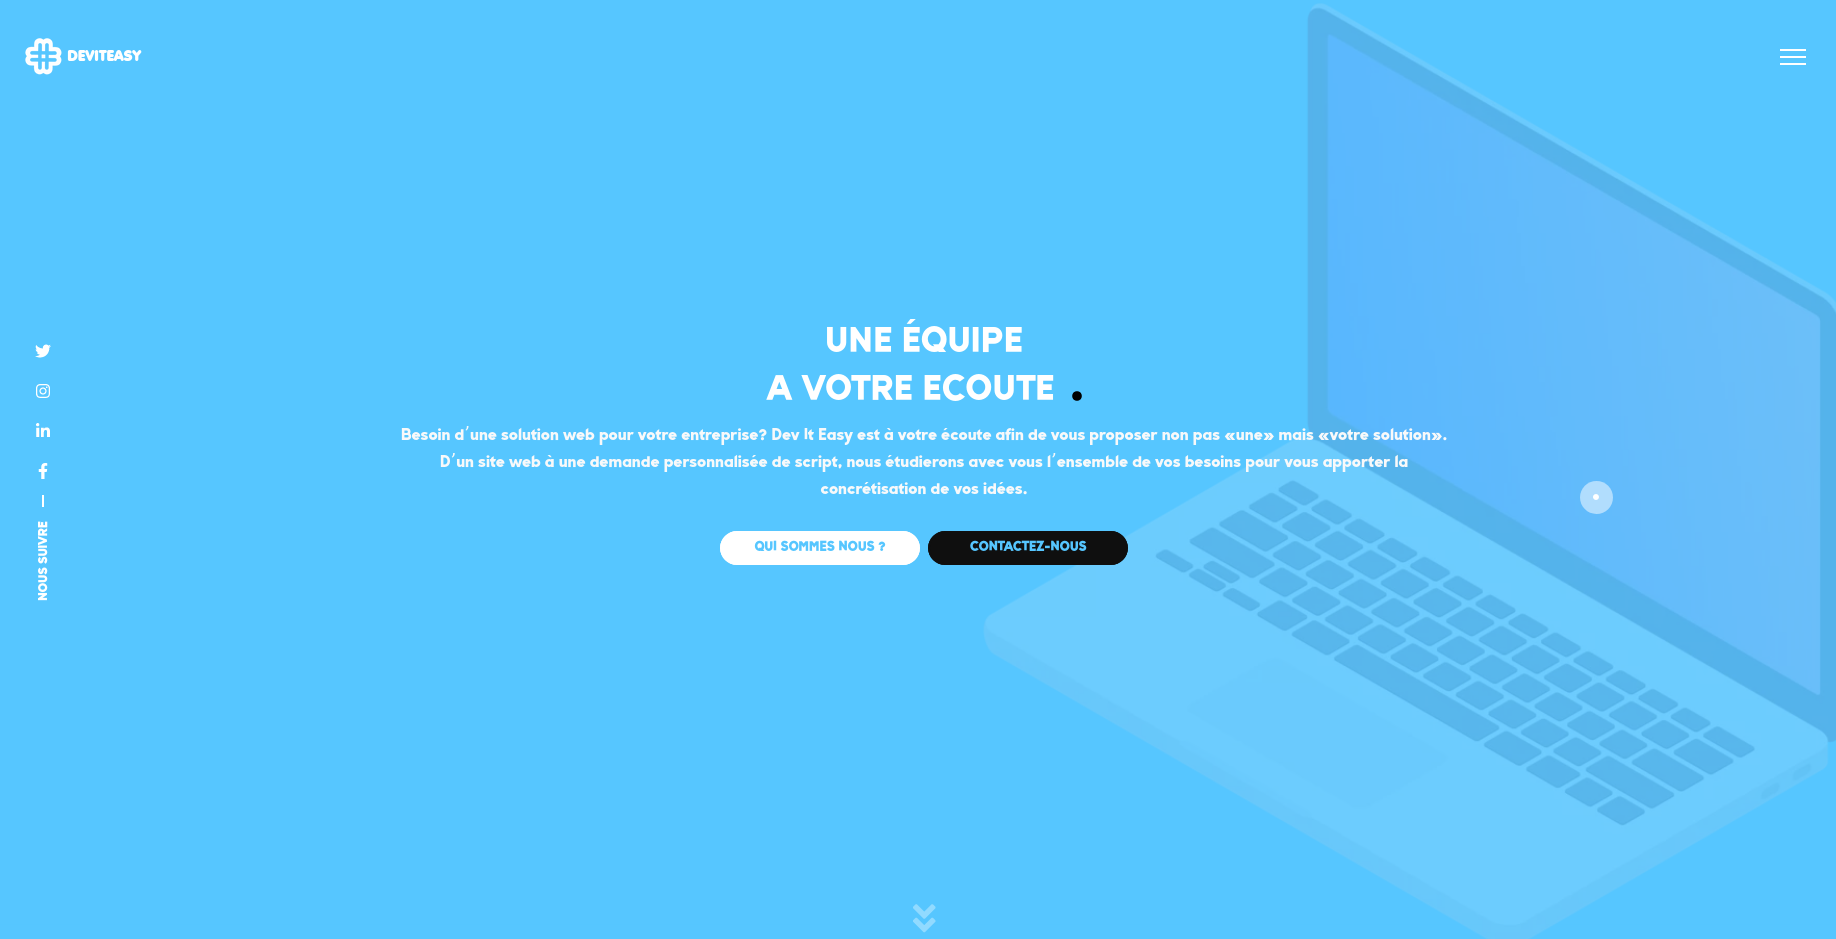 DEVITEASY
UNE ÉQUIPE
A VOTRE ECOUTE .
Besoin d'une solution web pour votre entreprise? Dev It Easy est à votre écoute afin de vous proposer non pas «une» mais «votre solution».
D'un site web à une demande personnalisée de script, nous étudierons avec vous l'ensemble de vos besoins pour vous apporter la
concrétisation de vos idées.
QUI SOMMES NOUS ?
CONTACTEZ-NOUS
NOUS SUIVRE